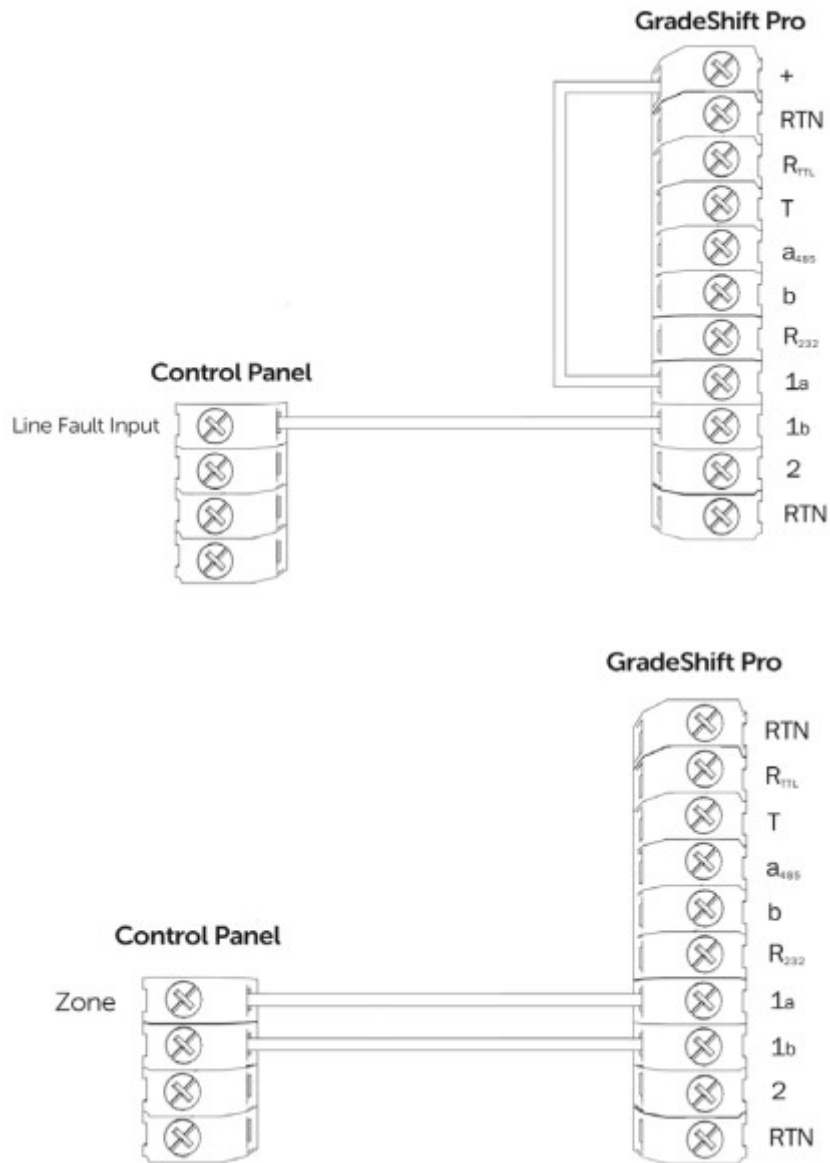 GradeShift Pro
+
RTN
RTTL
T
a485
b
R232
Control Panel
1a
Line Fault Input
1b
2
RTN
GradeShift Pro
RTN
RTTL
T
a485
b
Control Panel
R232
Zone
1a
1b
2
RTN